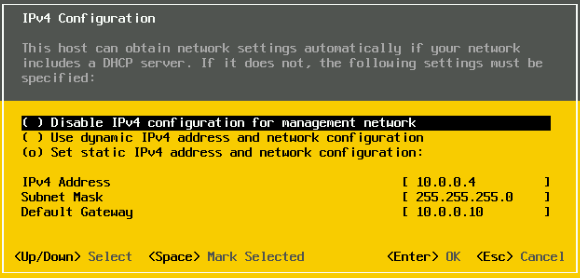 IPv4 Configuration
This host can obtain network settings automatically if your network
includes a DHCP server. If it does not, the following settings must be
specified:
( ) Disable IPv4 configuration for management network
( ) Use dynamic IPv4 address and network configuration
(o) Set static IPv4 address and network configuration:
IPv4 Address [ 10.0.0.4 ]
Subnet Mask [ 255.255.255.0 ]
Default Gateway [ 10.0.0.10 ]
<Up/Down> Select <Space> Mark Selected <Enter> OK <Esc> Cancel